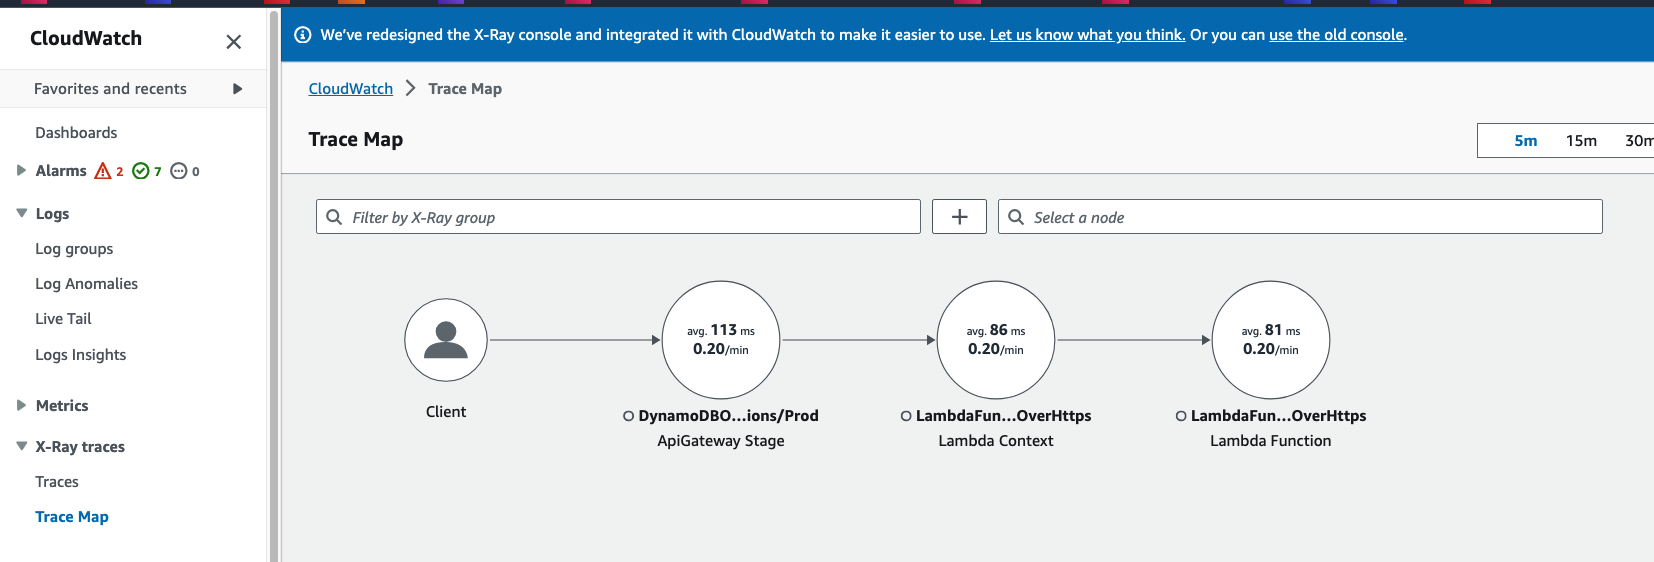 CloudWatch
Favorites and recents
Dashboards
Alarms 2 7 0
Logs
Log groups
Log Anomalies
Live Tail
Logs Insights
Metrics
X-Ray traces
Traces
Trace Map
We've redesigned the X-Ray console and integrated it with CloudWatch to make it easier to use. Let us know what you think. Or you can use the old console.
CloudWatch > Trace Map
Trace Map
5m 15m 30m
Filter by X-Ray group
+
Select a node
Client
avg. 113 ms
0.20/min
DynamoDBO...ions/Prod
ApiGateway Stage
avg. 86 ms
0.20/min
LambdaFun...OverHttps
Lambda Context
avg. 81 ms
0.20/min
LambdaFun...OverHttps
Lambda Function